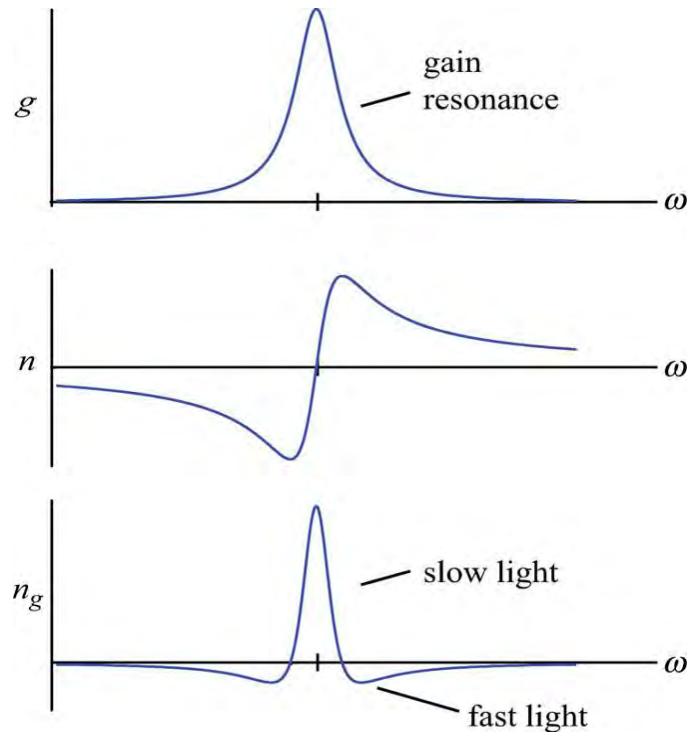 gain
resonance
g
ω
n
ω
slow light
n_g
ω
fast light